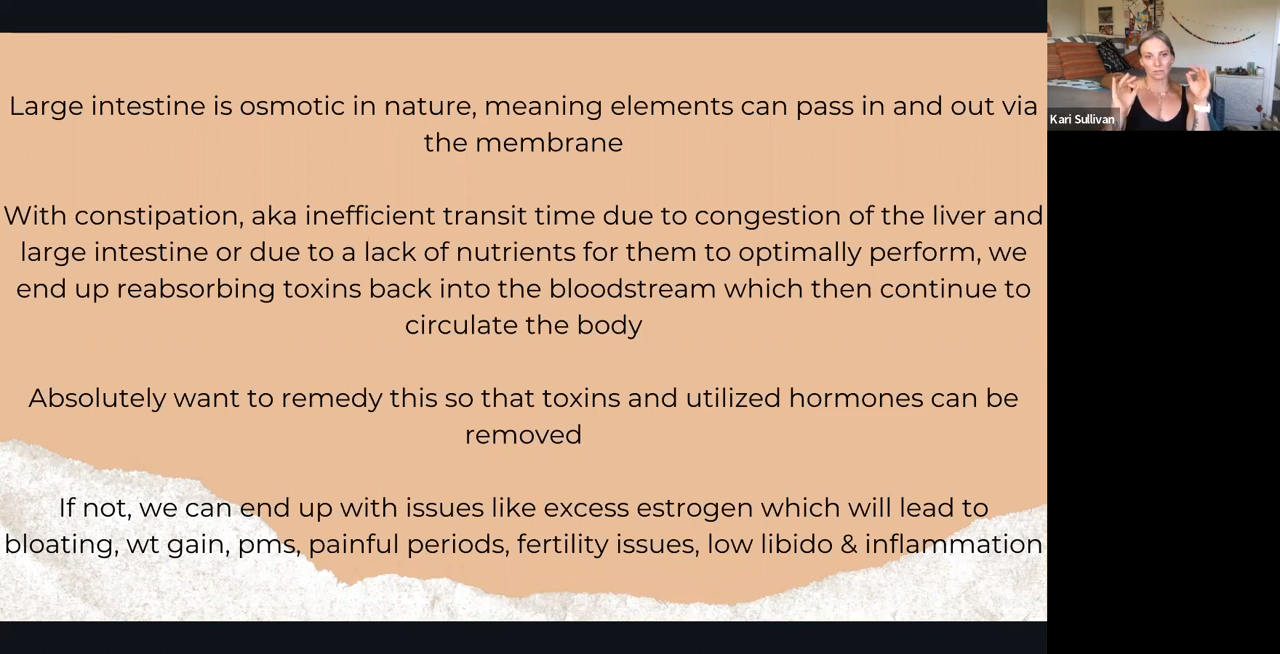 Large intestine is osmotic in nature, meaning elements can pass in and out via
the membrane
With constipation, aka inefficient transit time due to congestion of the liver and
large intestine or due to a lack of nutrients for them to optimally perform, we
end up reabsorbing toxins back into the bloodstream which then continue to
circulate the body
Absolutely want to remedy this so that toxins and utilized hormones can be
removed
If not, we can end up with issues like excess estrogen which will lead to
bloating, wt gain, pms, painful periods, fertility issues, low libido & inflammation
Kari Sullivan